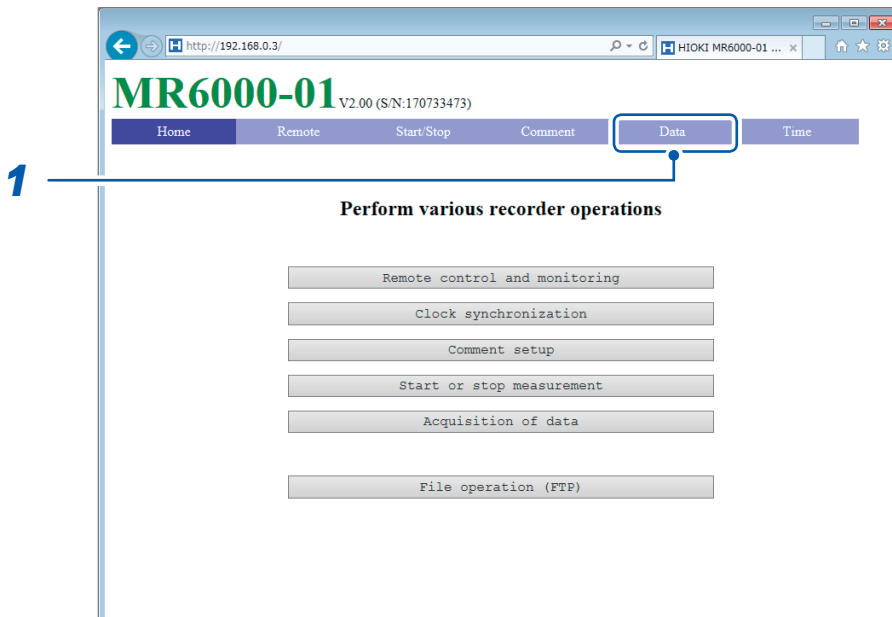 http://192.168.0.3/
HIOKI MR6000-01 ...
MR6000-01 V2.00 (S/N:170733473)
Home Remote Start/Stop Comment Data Time
1
Perform various recorder operations
Remote control and monitoring
Clock synchronization
Comment setup
Start or stop measurement
Acquisition of data
File operation (FTP)